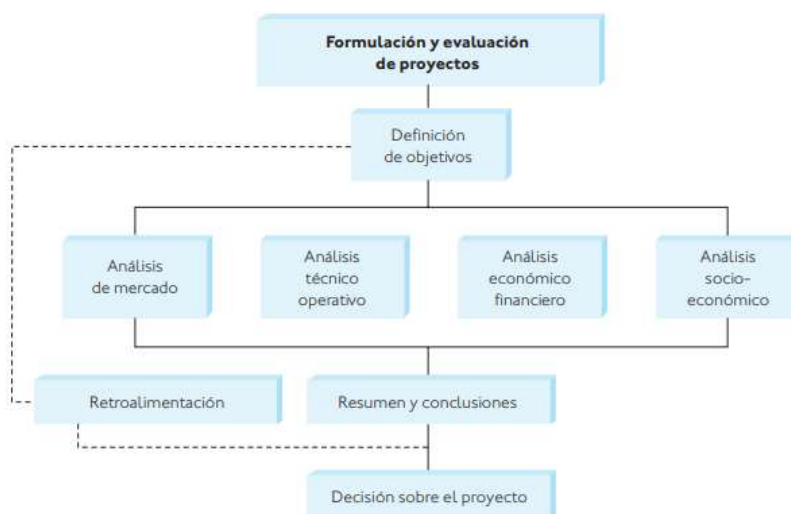 Formulación y evaluación
de proyectos
Definición
de objetivos
Análisis
de mercado
Análisis
técnico
operativo
Análisis
económico
financiero
Análisis
socio-
económico
Retroalimentación
Resumen y conclusiones
Decisión sobre el proyecto